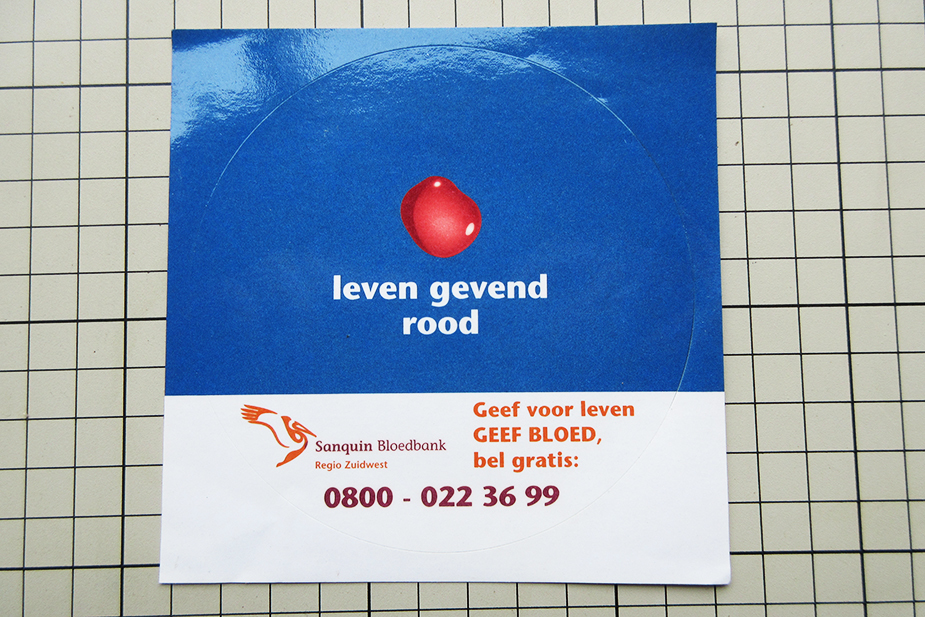 leven gevend
rood
Sanquin Bloedbank
Regio Zuidwest
Geef voor leven
GEEF BLOED,
bel gratis:
0800 - 022 36 99